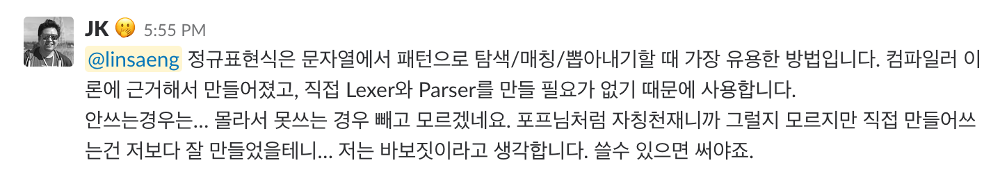 JK 🤭 5:55 PM
@linsaeng 정규표현식은 문자열에서 패턴으로 탐색/매칭/뽑아내기할 때 가장 유용한 방법입니다. 컴파일러 이
론에 근거해서 만들어졌고, 직접 Lexer와 Parser를 만들 필요가 없기 때문에 사용합니다.
안쓰는경우는... 몰라서 못쓰는 경우 빼고 모르겠네요. 포프님처럼 자칭천재니까 그럴지 모르지만 직접 만들어쓰
는건 저보다 잘 만들었을테니... 저는 바보짓이라고 생각합니다. 쓸수 있으면 써야죠.